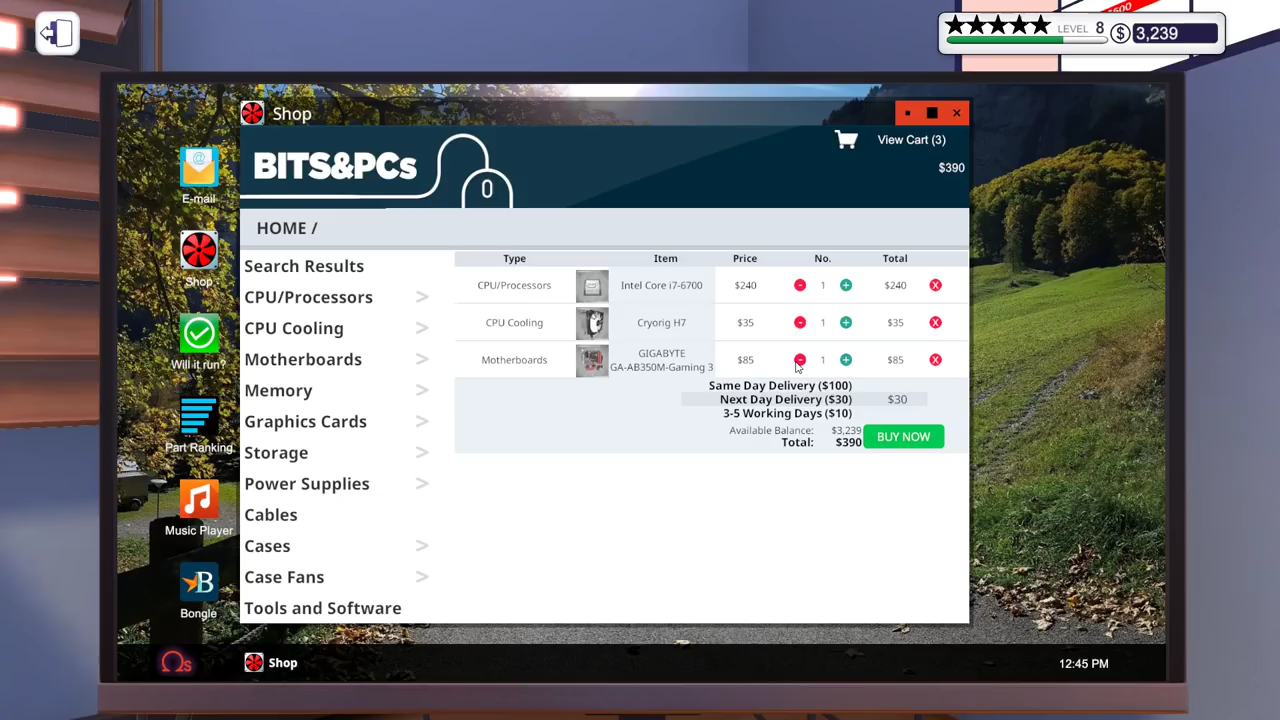 $500
LEVEL 8
$ 3,239
Shop
View Cart (3)
$390
BITS&PCs
HOME /
E-mail
Shop
Will it run?
Part Ranking
Music Player
B
Bongle
Search Results
CPU/Processors >
CPU Cooling >
Motherboards >
Memory >
Graphics Cards >
Storage >
Power Supplies >
Cables
Cases >
Case Fans >
Tools and Software
Type Item Price No. Total
CPU/Processors Intel Core i7-6700 $240 - 1 + $240 X
CPU Cooling Cryorig H7 $35 - 1 + $35 X
Motherboards GIGABYTE GA-AB350M-Gaming 3 $85 - 1 + $85 X
Same Day Delivery ($100)
Next Day Delivery ($30) $30
3-5 Working Days ($10)
Available Balance: $3,239
Total: $390
BUY NOW
Ωs
Shop
12:45 PM